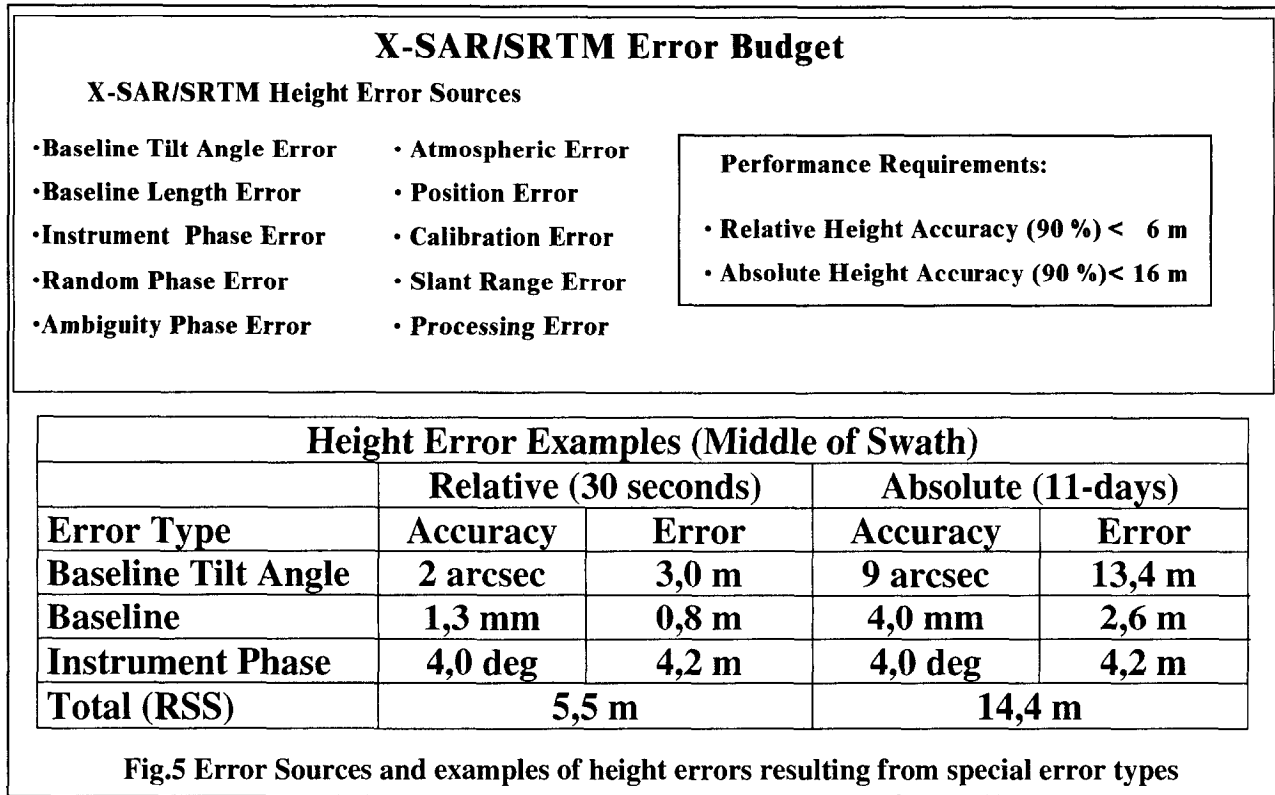 X-SAR/SRTM Error Budget
X-SAR/SRTM Height Error Sources
·Baseline Tilt Angle Error
·Baseline Length Error
·Instrument Phase Error
·Random Phase Error
·Ambiguity Phase Error
· Atmospheric Error
· Position Error
· Calibration Error
· Slant Range Error
· Processing Error
Performance Requirements:
· Relative Height Accuracy (90 %) < 6 m
· Absolute Height Accuracy (90 %)< 16 m
Height Error Examples (Middle of Swath)
Relative (30 seconds) Absolute (11-days)
Error Type Accuracy Error Accuracy Error
Baseline Tilt Angle 2 arcsec 3,0 m 9 arcsec 13,4 m
Baseline 1,3 mm 0,8 m 4,0 mm 2,6 m
Instrument Phase 4,0 deg 4,2 m 4,0 deg 4,2 m
Total (RSS) 5,5 m 14,4 m
Fig.5 Error Sources and examples of height errors resulting from special error types